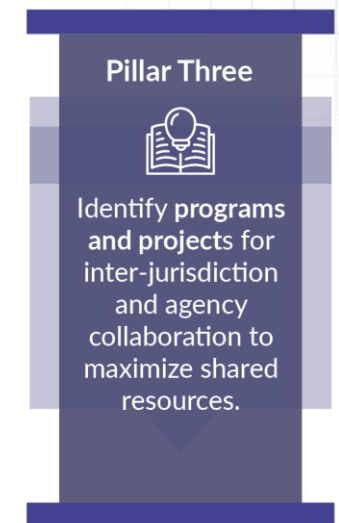 Pillar Three
Identify programs
and projects for
inter-jurisdiction
and agency
collaboration to
maximize shared
resources.